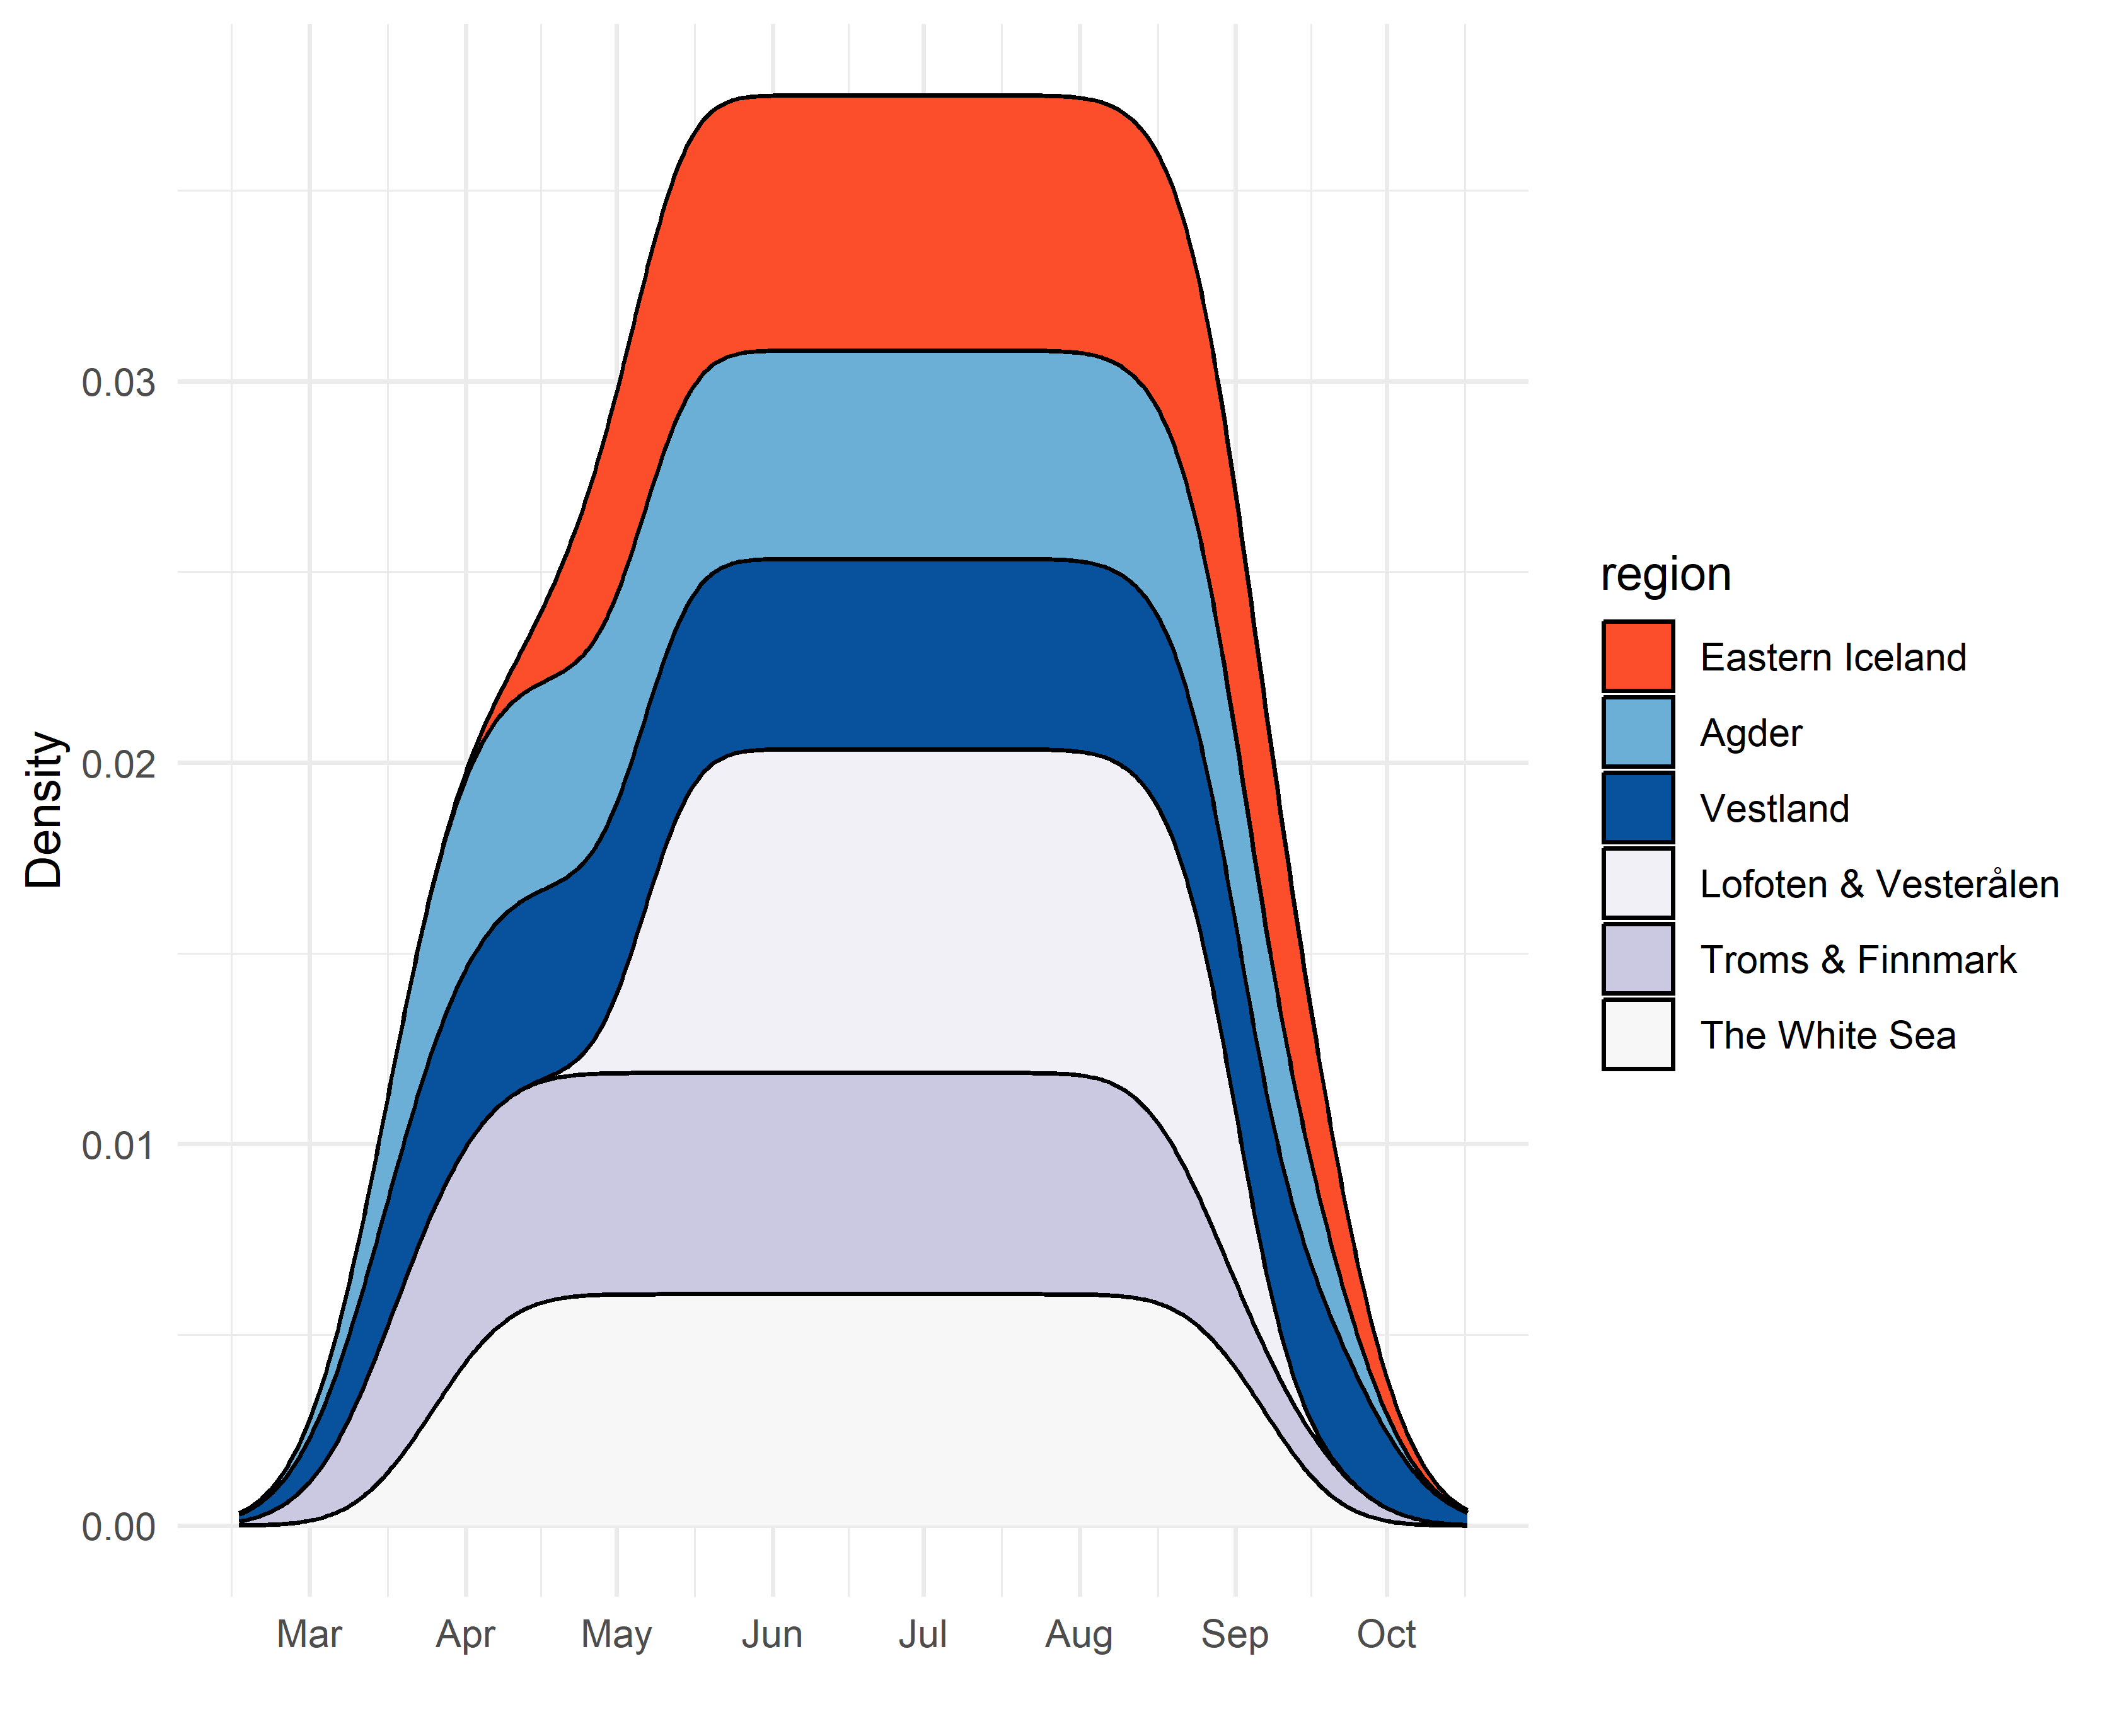 Density
0.03
0.02
0.01
0.00
Mar Apr May Jun Jul Aug Sep Oct
region
Eastern Iceland
Agder
Vestland
Lofoten & Vesterålen
Troms & Finnmark
The White Sea